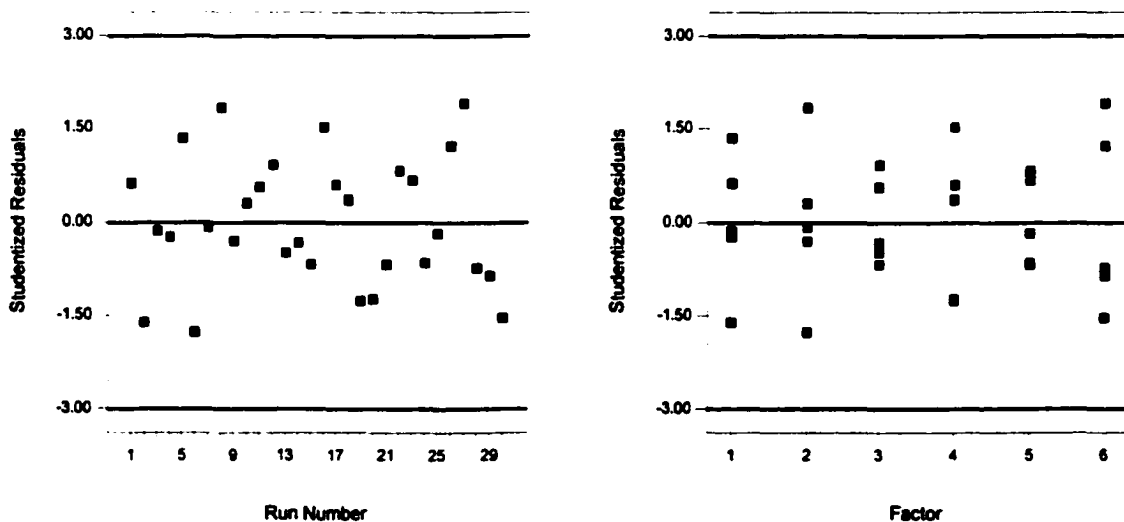 3.00
1.50
0.00
-1.50
-3.00
Studentized Residuals
1 5 9 13 17 21 25 29
Run Number
3.00
1.50
0.00
-1.50
-3.00
Studentized Residuals
1 2 3 4 5 6
Factor